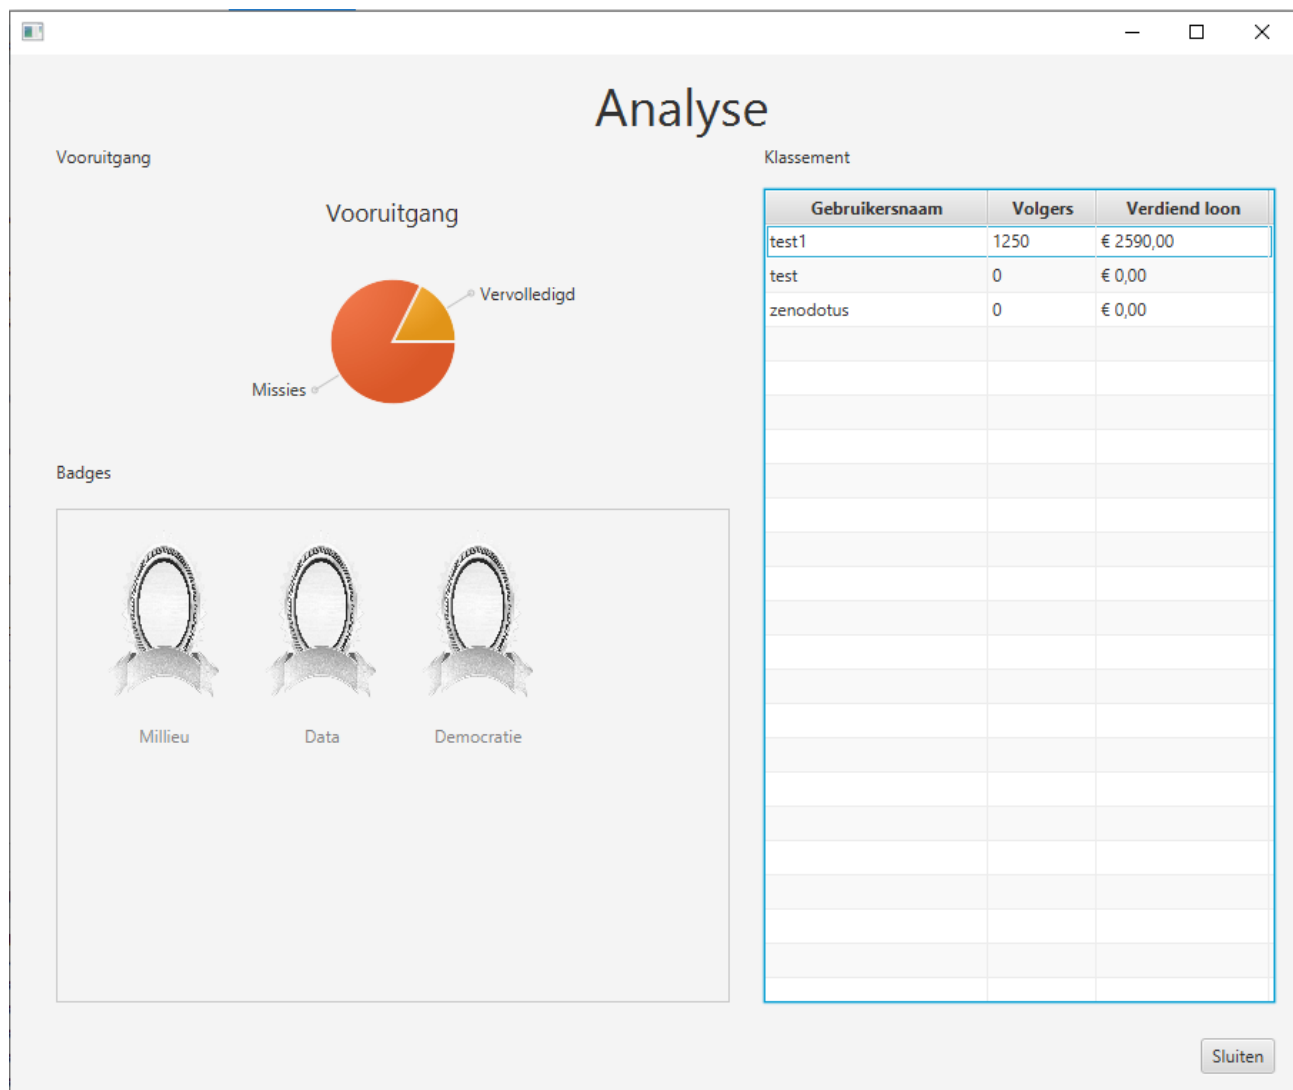 Analyse
Vooruitgang
Vooruitgang
Vervolledigd
Missies
Badges
Millieu Data Democratie
Klassement
Gebruikersnaam Volgers Verdiend loon
test1 1250 € 2590,00
test 0 € 0,00
zenodotus 0 € 0,00
Sluiten